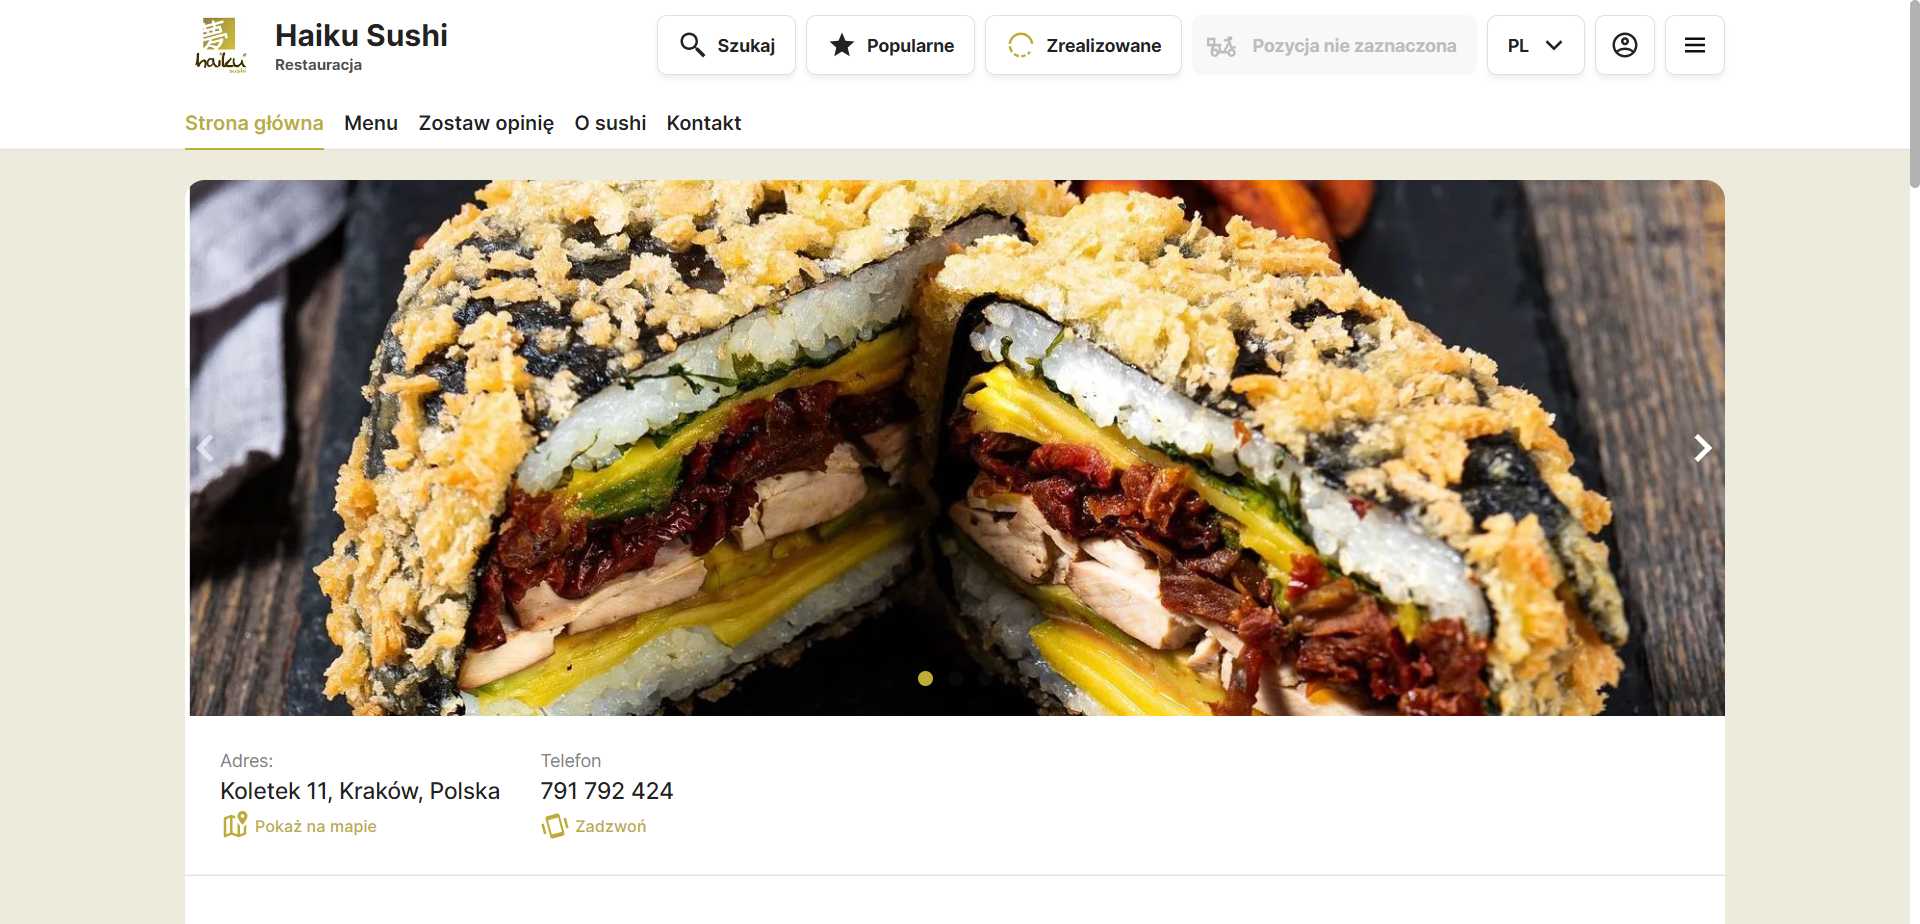 夢
haiku
sushi
Haiku Sushi
Restauracja
Szukaj
Popularne
Zrealizowane
Pozycja nie zaznaczona
PL
Strona główna
Menu
Zostaw opinię
O sushi
Kontakt
Adres:
Koletek 11, Kraków, Polska
Pokaż na mapie
Telefon
791 792 424
Zadzwoń